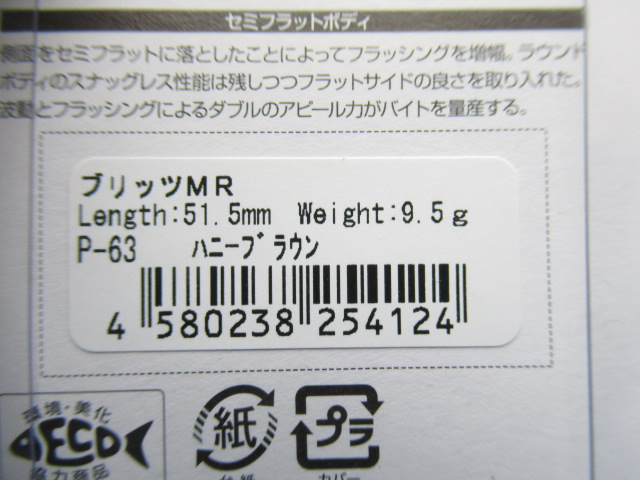 セミフラットボディ
側面をセミフラットに落としたことによってフラッシングを増幅。ラウンド
ボディのスナッグレス性能は残しつつフラットサイドの良さを取り入れた。
波動とフラッシングによるダブルのアピール力がバイトを量産する。
ブリッツMR
Length:51.5mm Weight:9.5g
P-63 ﾊﾆｰﾌﾞﾗｳﾝ
4 580238 254124
環境・美化
ECO
協力商品
紙
プラ
カバー